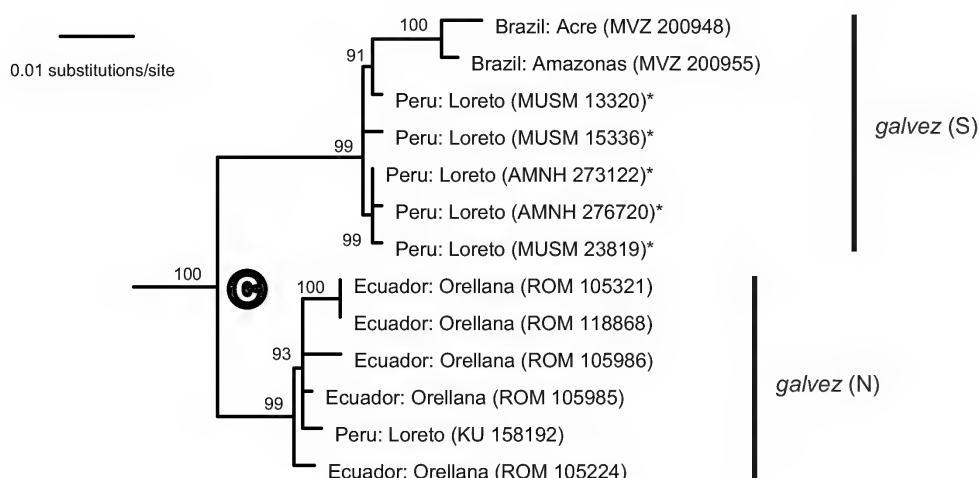 100
Brazil: Acre (MVZ 200948)
0.01 substitutions/site
91
Brazil: Amazonas (MVZ 200955)
Peru: Loreto (MUSM 13320)*
galvez (S)
Peru: Loreto (MUSM 15336)*
99
Peru: Loreto (AMNH 273122)*
Peru: Loreto (AMNH 276720)*
99
Peru: Loreto (MUSM 23819)*
100
C
100
Ecuador: Orellana (ROM 105321)
Ecuador: Orellana (ROM 118868)
93
Ecuador: Orellana (ROM 105986)
galvez (N)
Ecuador: Orellana (ROM 105985)
99
Peru: Loreto (KU 158192)
Ecuador: Orellana (ROM 105224)